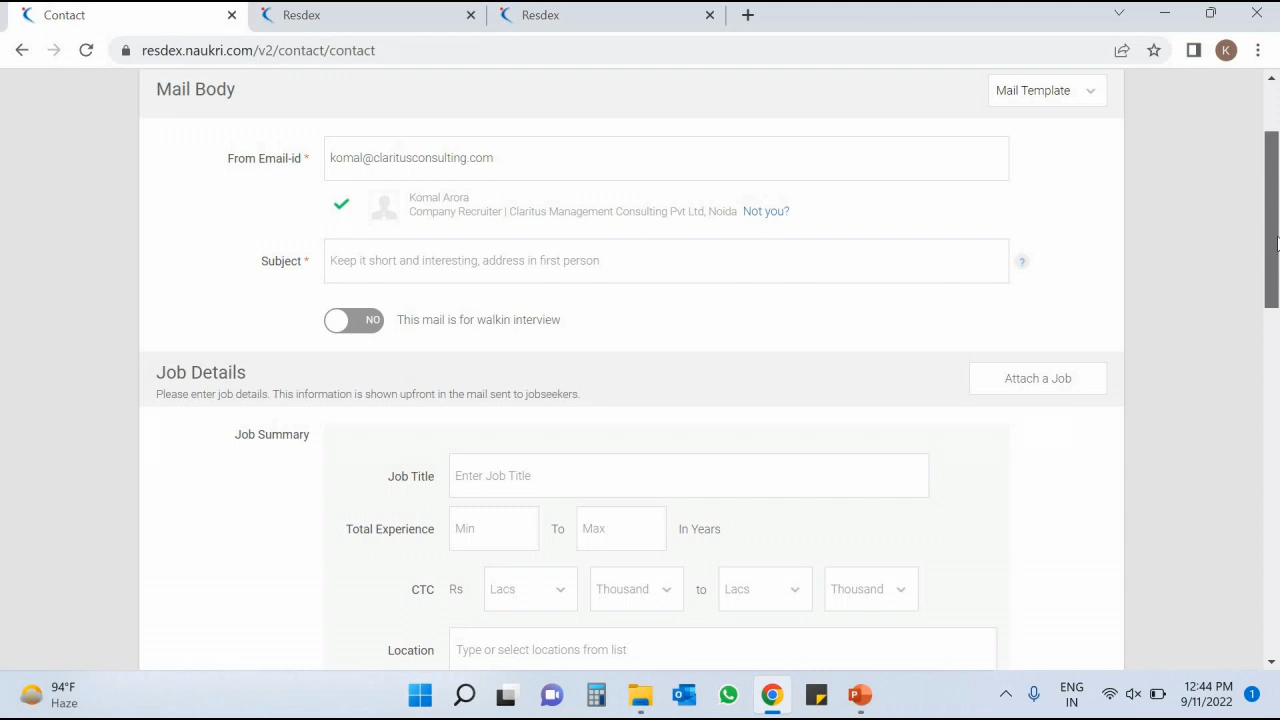 Contact
Resdex
Resdex
resdex.naukri.com/v2/contact/contact
K
Mail Body
Mail Template
From Email-id *
komal@claritusconsulting.com
Komal Arora
Company Recruiter | Claritus Management Consulting Pvt Ltd, Noida Not you?
Subject *
Keep it short and interesting, address in first person
?
NO
This mail is for walkin interview
Job Details
Attach a Job
Please enter job details. This information is shown upfront in the mail sent to jobseekers.
Job Summary
Job Title
Enter Job Title
Total Experience
Min
To
Max
In Years
CTC
Rs
Lacs
Thousand
to
Lacs
Thousand
Location
Type or select locations from list
94°F
Haze
ENG
IN
12:44 PM
9/11/2022
1